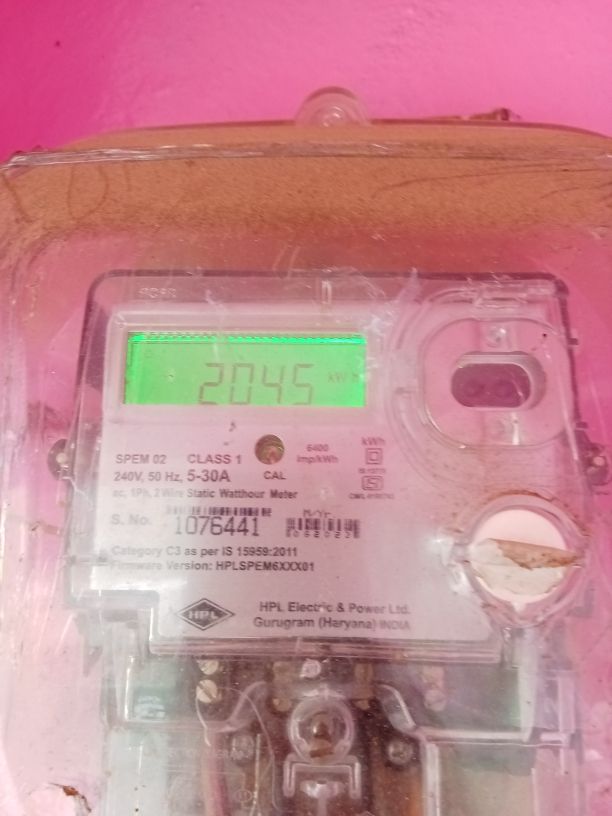 2045 kWh
SPEM 02 CLASS 1
6400 imp/kWh
kWh
240V, 50 Hz, 5-30A
CAL
ac, 1Ph, 2 Wire Static Watthour Meter
M/Yr
S. No. 1076441
Category C3 as per IS 15959:2011
Firmware Version: HPLSPEM6XXX01
HPL
HPL Electric & Power Ltd.
Gurugram (Haryana) INDIA